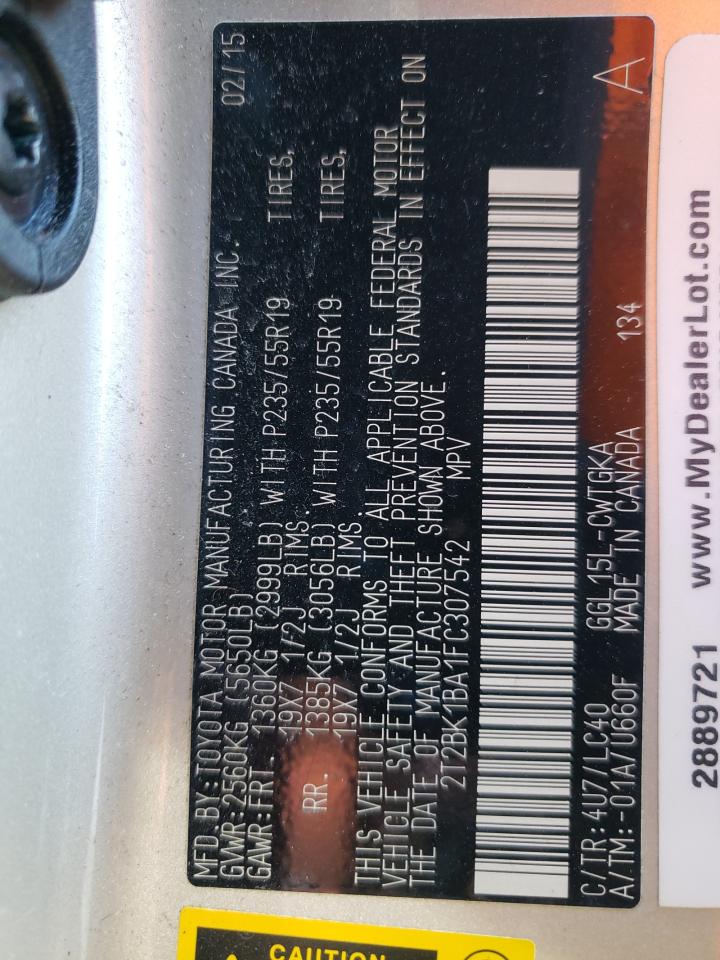 MFD.BY:TOYOTA MOTOR MANUFACTURING CANADA INC. 02/15
GVWR:2560KG(5650LB)
GAWR:FRT. 1360KG (2999LB) WITH P235/55R19 TIRES,
19X7 1/2J RIMS.
RR. 1385KG (3056LB) WITH P235/55R19 TIRES,
19X7 1/2J RIMS.
THIS VEHICLE CONFORMS TO ALL APPLICABLE FEDERAL MOTOR
VEHICLE SAFETY AND THEFT PREVENTION STANDARDS IN EFFECT ON
THE DATE OF MANUFACTURE SHOWN ABOVE.
2T2BK1BA1FC307542 MPV
C/TR:4U7/LC40 GGL15L-CWTGKA 134 A
A/TM:-01A/U660F MADE IN CANADA
2889721 www.MyDealerLot.com
CAUTION